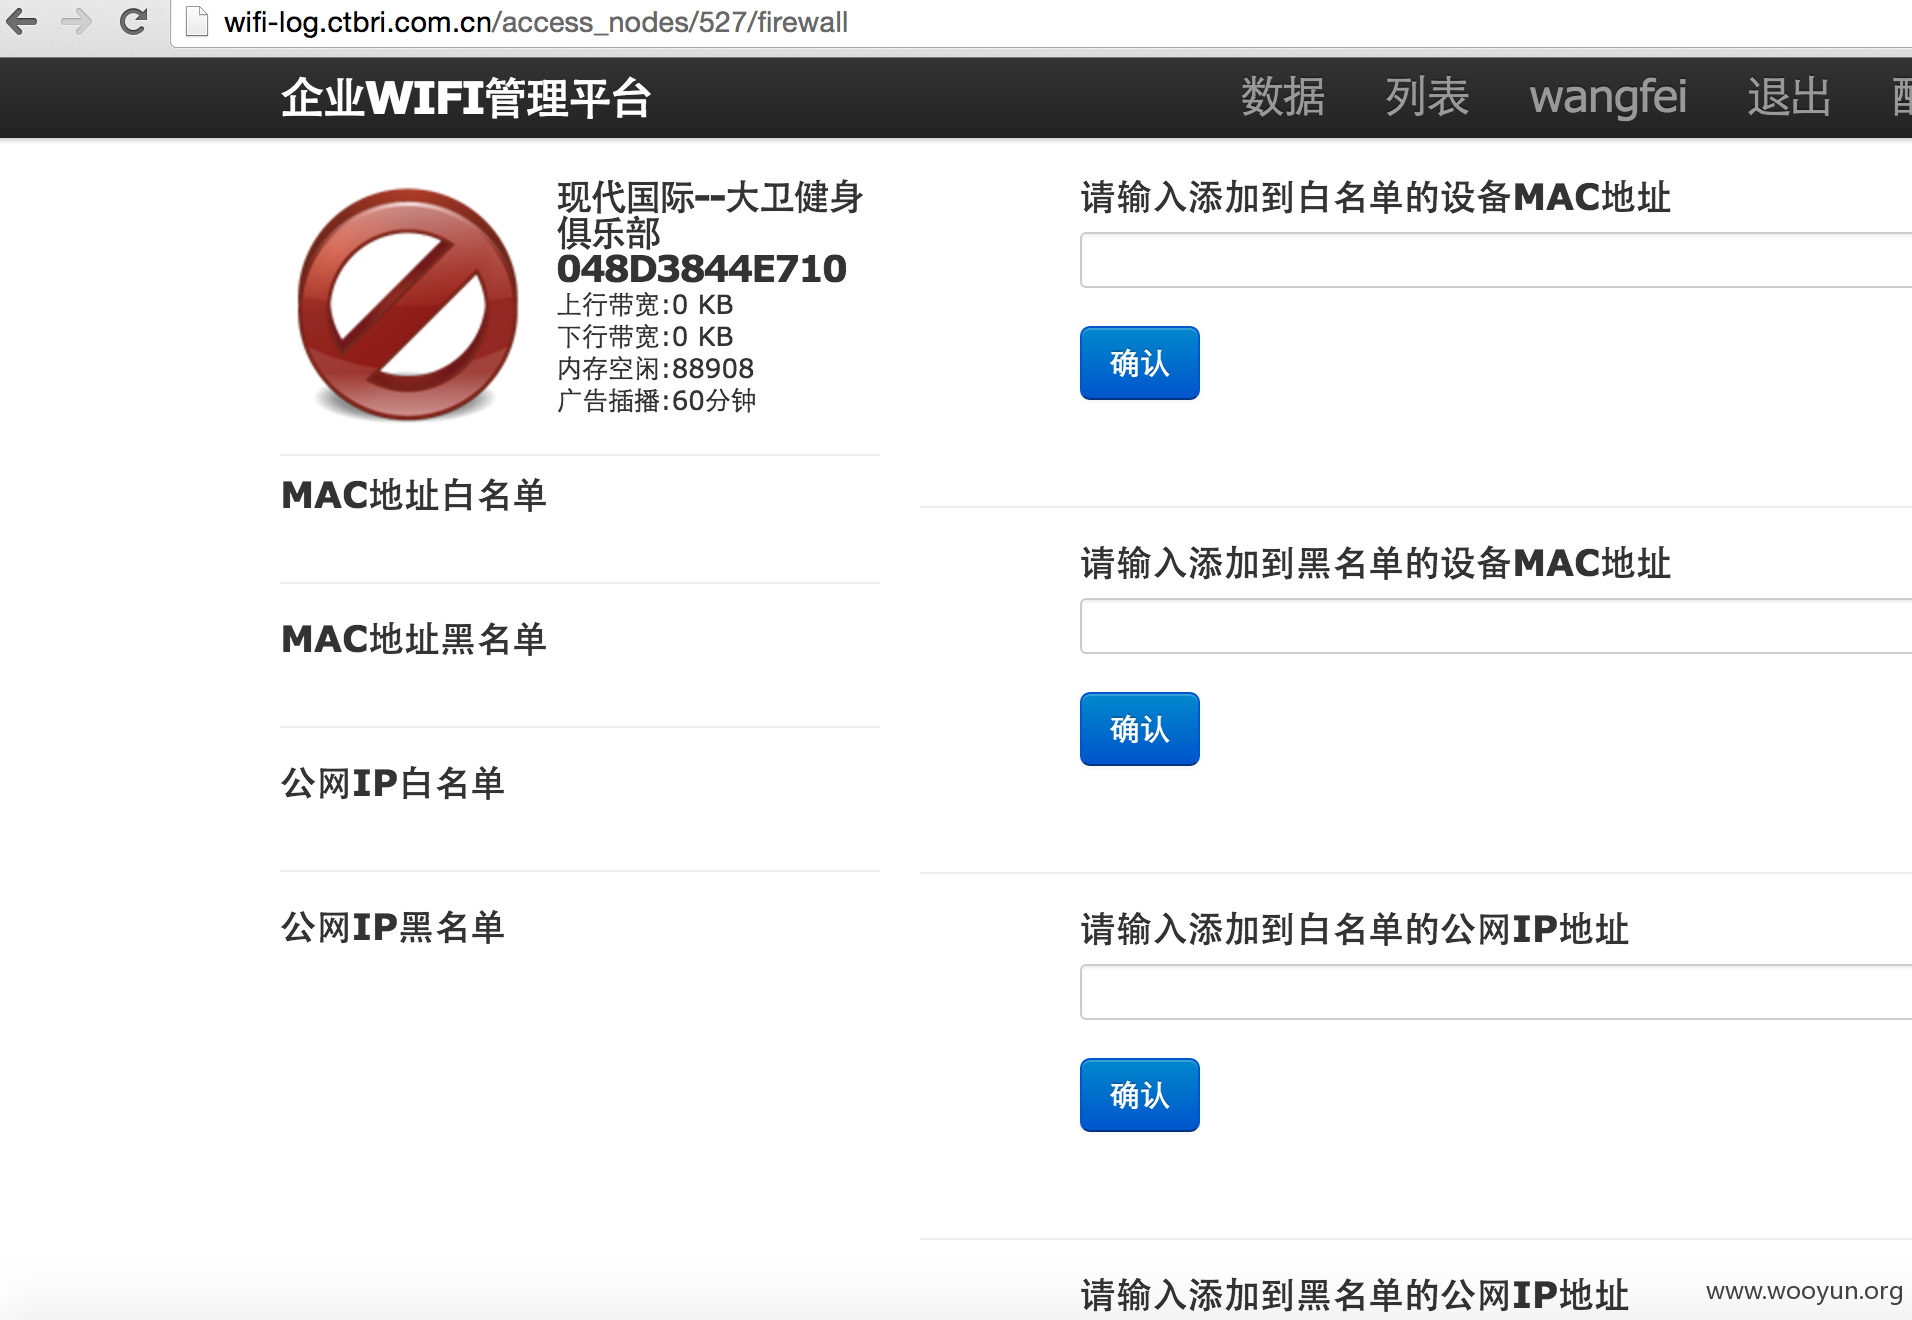 wifi-log.ctbri.com.cn/access_nodes/527/firewall
企业WIFI管理平台
数据 列表 wangfei 退出
现代国际--大卫健身
俱乐部
048D3844E710
上行带宽:0 KB
下行带宽:0 KB
内存空闲:88908
广告插播:60分钟
MAC地址白名单
MAC地址黑名单
公网IP白名单
公网IP黑名单
请输入添加到白名单的设备MAC地址
确认
请输入添加到黑名单的设备MAC地址
确认
请输入添加到白名单的公网IP地址
确认
请输入添加到黑名单的公网IP地址
www.wooyun.org